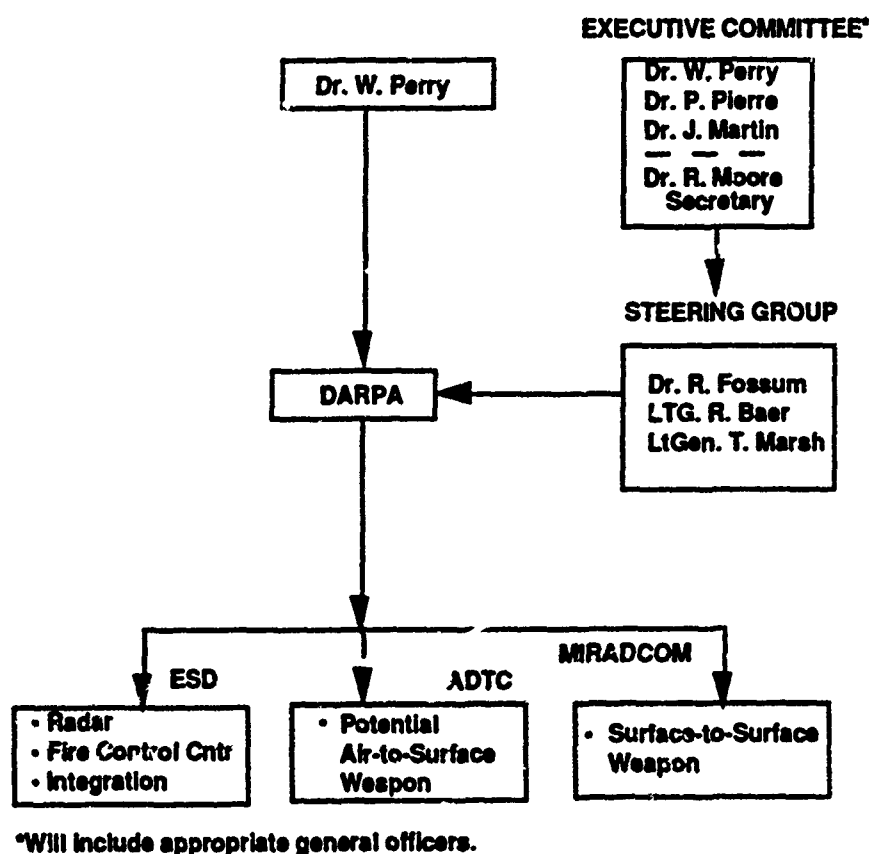 EXECUTIVE COMMITTEE*
Dr. W. Perry
Dr. W. Perry
Dr. P. Pierre
Dr. J. Martin
Dr. R. Moore
Secretary
STEERING GROUP
DARPA
Dr. R. Fossum
LTG. R. Baer
LtGen. T. Marsh
ESD
ADTC
MIRADCOM
• Radar
• Fire Control Cntr
• Integration
• Potential
Air-to-Surface
Weapon
• Surface-to-Surface
Weapon
*Will include appropriate general officers.